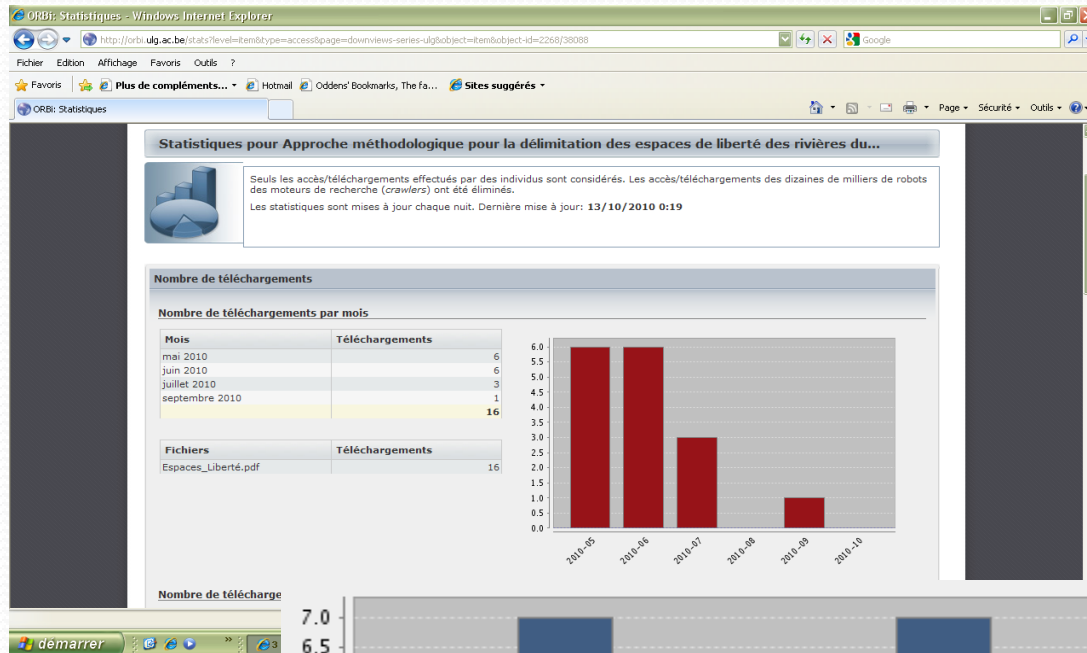 ORBi: Statistiques - Windows Internet Explorer
http://orbi.ulg.ac.be/stats?level=item&type=access&page=downviews-series-ulg&object=item&object-id=2268/38088
Google
Fichier Edition Affichage Favoris Outils ?
Favoris Plus de compléments... Hotmail Oddens' Bookmarks, The fa... Sites suggérés
ORBi: Statistiques
Page Sécurité Outils
Statistiques pour Approche méthodologique pour la délimitation des espaces de liberté des rivières du...
Seuls les accès/téléchargements effectués par des individus sont considérés. Les accès/téléchargements des dizaines de milliers de robots
des moteurs de recherche (crawlers) ont été éliminés.
Les statistiques sont mises à jour chaque nuit. Dernière mise à jour: 13/10/2010 0:19
Nombre de téléchargements
Nombre de téléchargements par mois
Mois Téléchargements
mai 2010 6
juin 2010 6
juillet 2010 3
septembre 2010 1
16
Fichiers Téléchargements
Espaces_Liberté.pdf 16
6.0
5.5
5.0
4.5
4.0
3.5
3.0
2.5
2.0
1.5
1.0
0.5
0.0
2010-05 2010-06 2010-07 2010-08 2010-09 2010-10
Nombre de télécharge
démarrer » 3
7.0
6.5